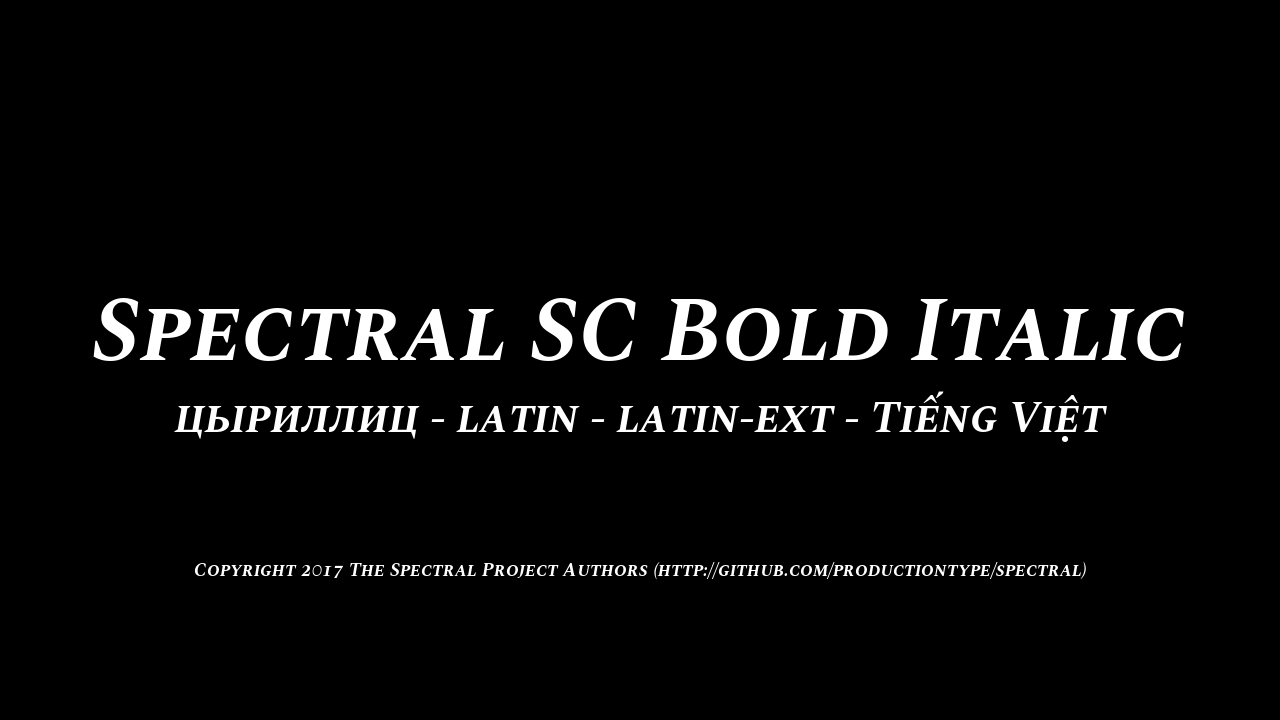 Spectral SC Bold Italic
цыриллиц - latin - latin-ext - Tiếng Việt
Copyright 2017 The Spectral Project Authors (http://github.com/productiontype/spectral)